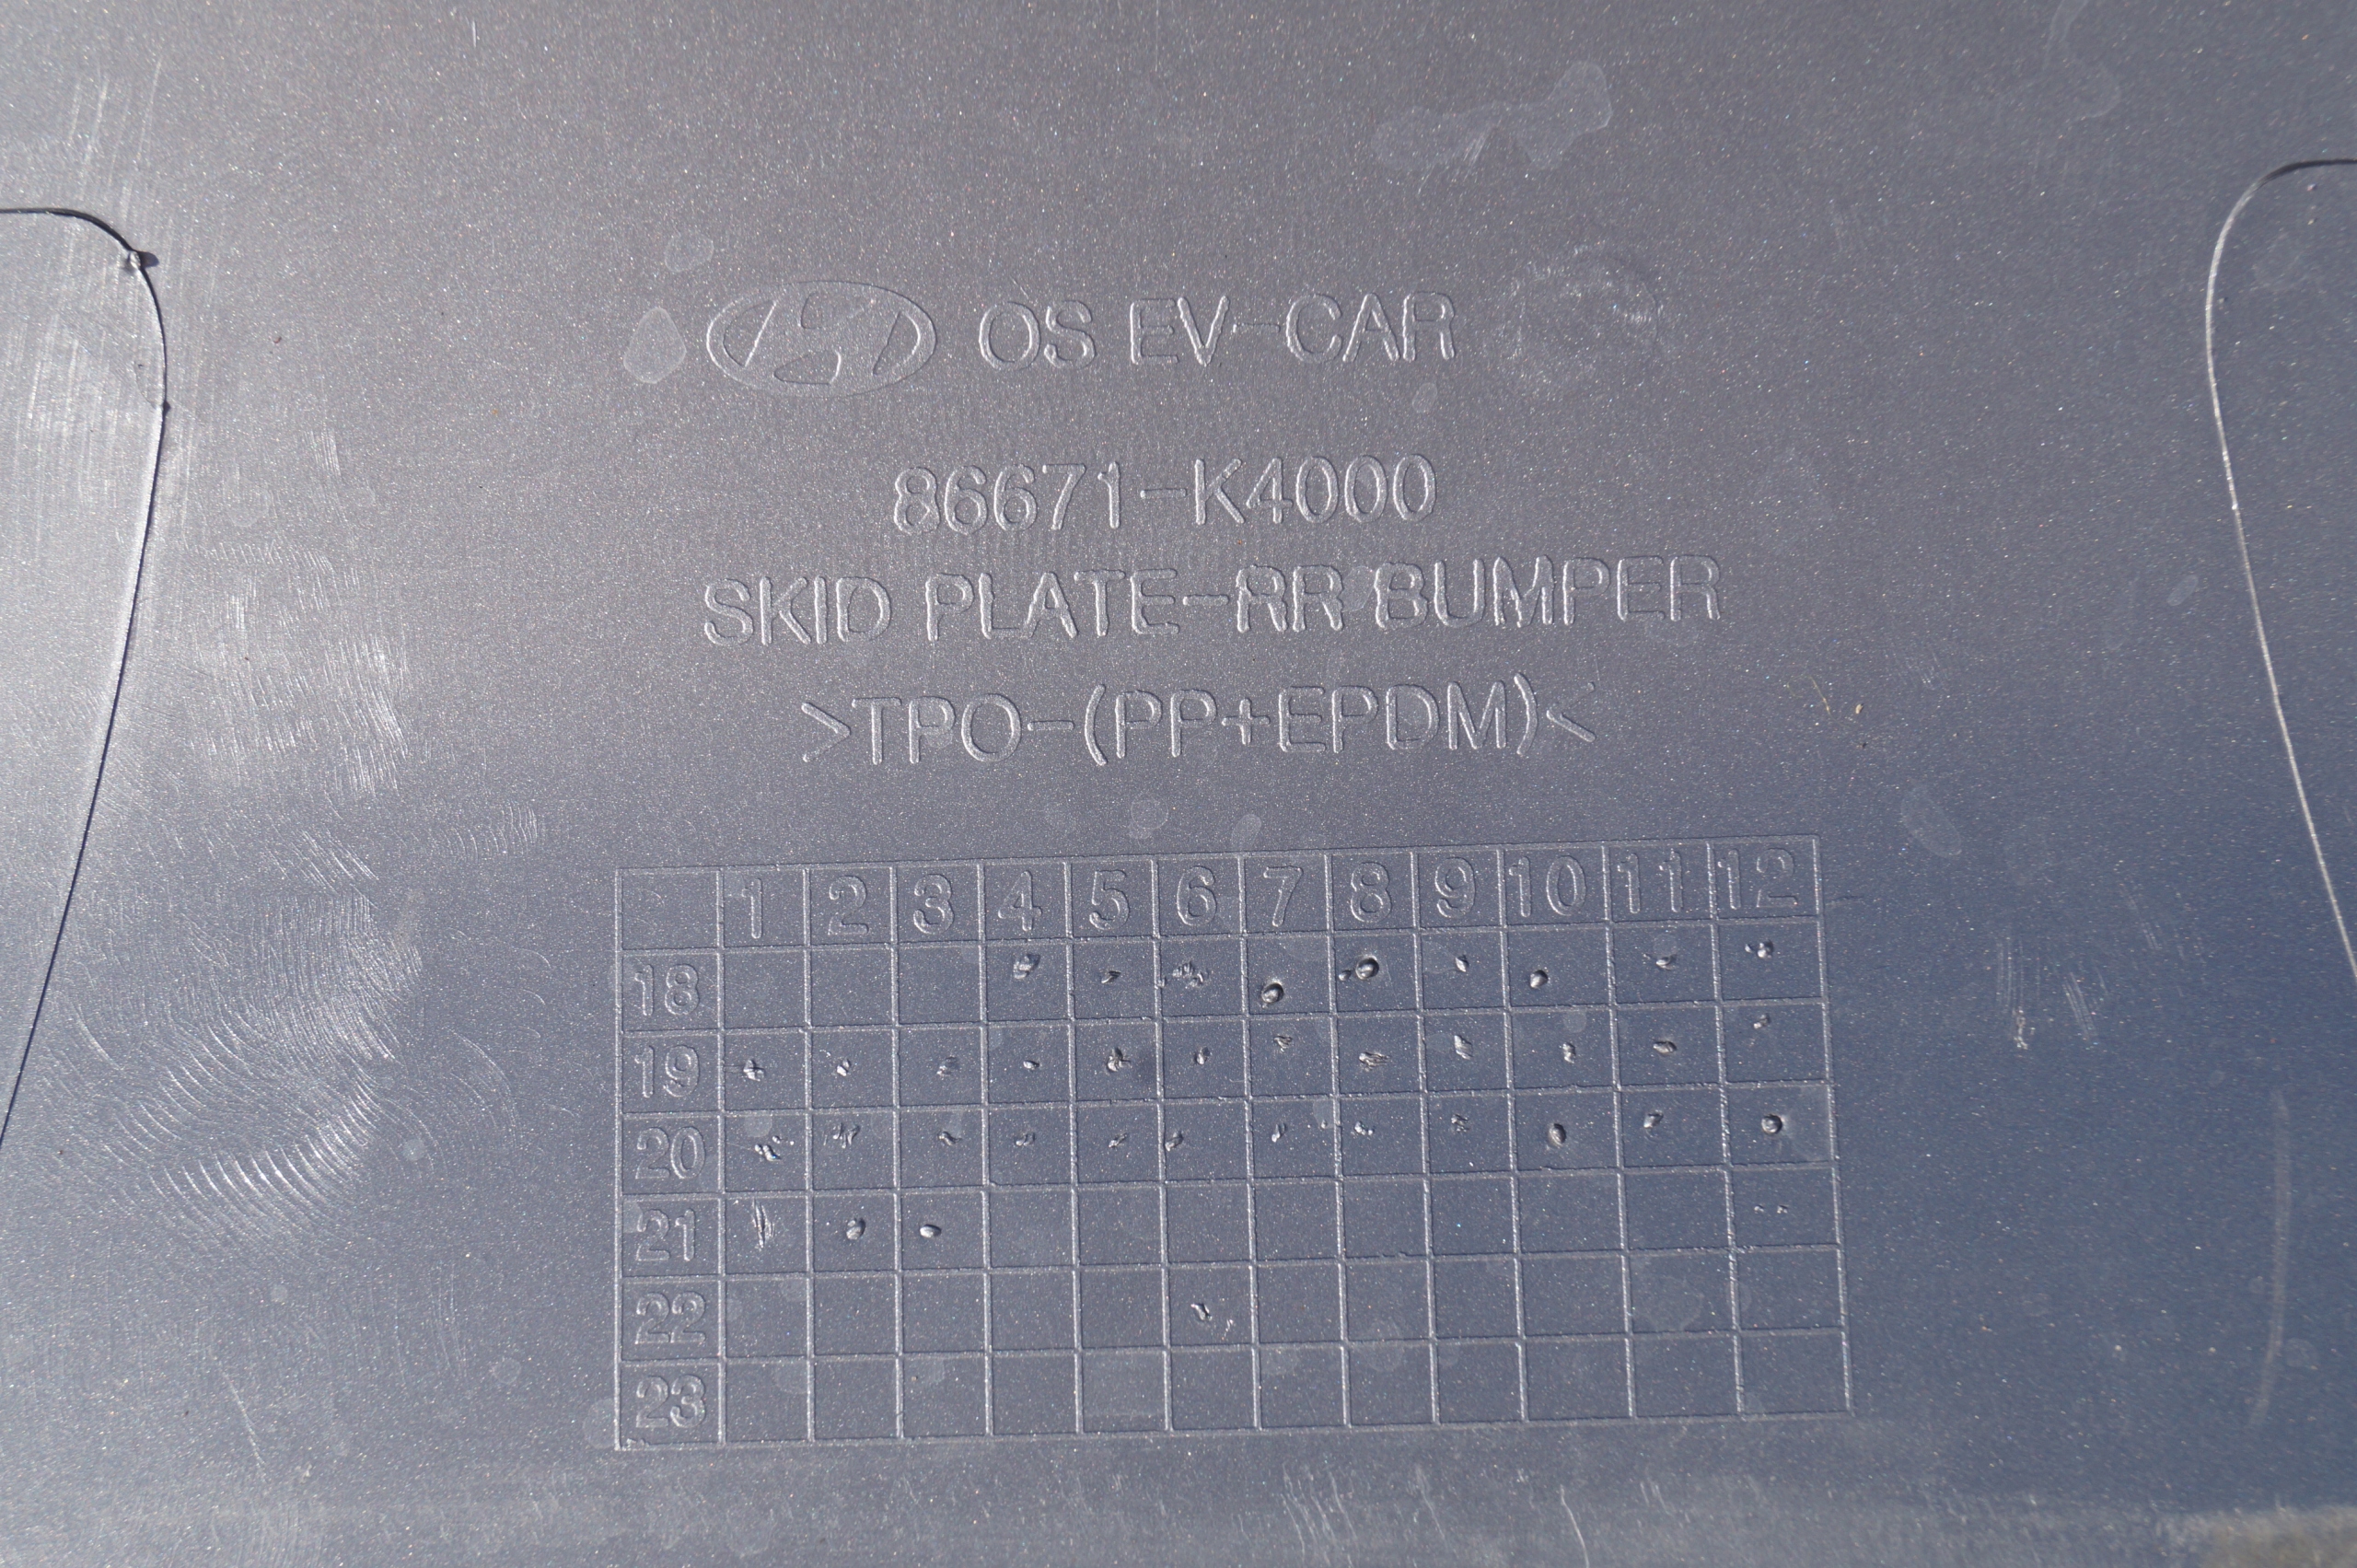 OS EV-CAR
86671-K4000
SKID PLATE-RR BUMPER
>TPO-(PP+EPDM)<
1 2 3 4 5 6 7 8 9 10 11 12
18
19
20
21
22
23